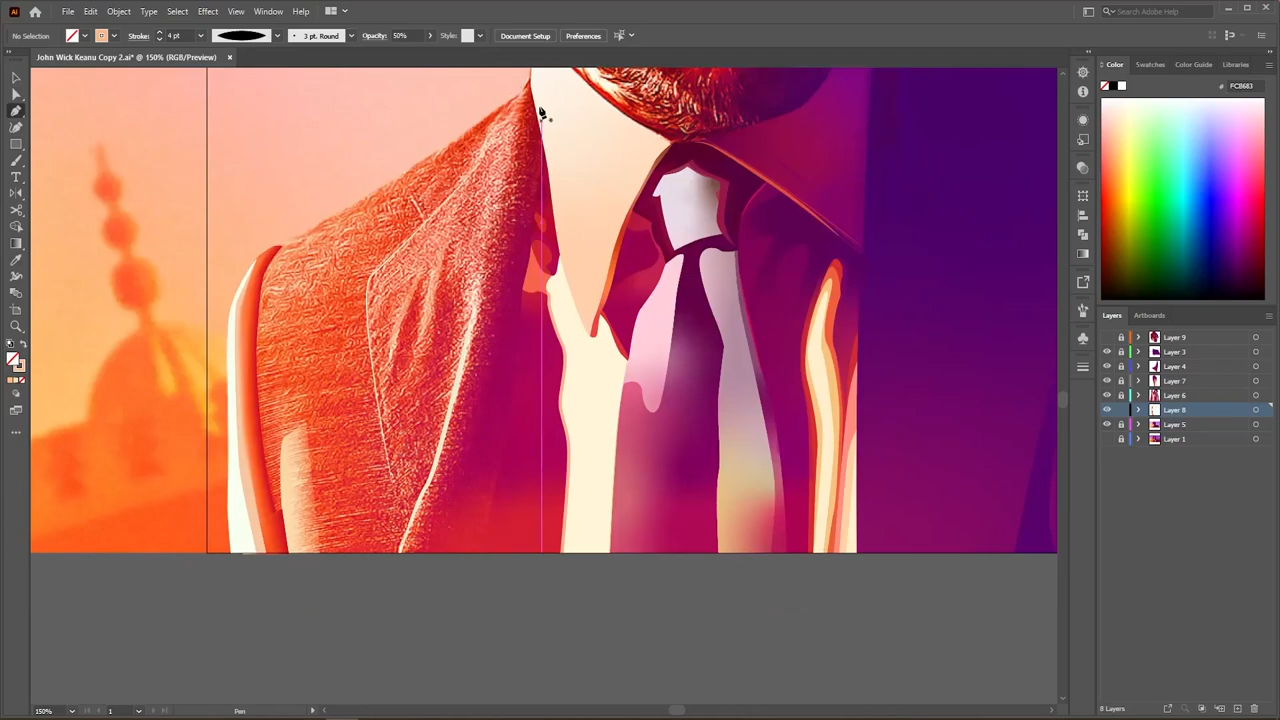 Ai File Edit Object Type Select Effect View Window Help Search Adobe Help
No Selection Stroke: 4 pt 3 pt. Round Opacity: 50% Style: Document Setup Preferences
John Wick Keanu Copy 2.ai* @ 150% (RGB/Preview) ×
Color Swatches Color Guide Libraries
# FCB683
Layers Artboards
Layer 9
Layer 3
Layer 4
Layer 7
Layer 6
Layer 8
Layer 5
Layer 1
150% 1 Pen 8 Layers